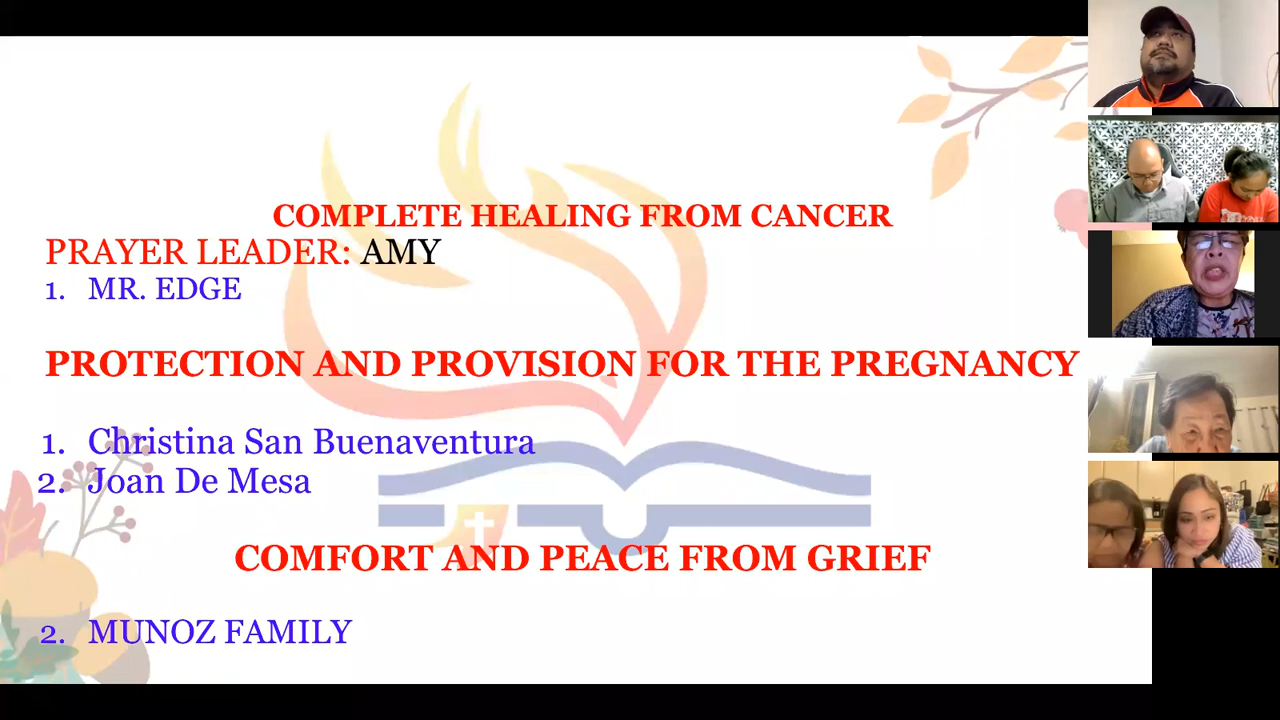 COMPLETE HEALING FROM CANCER
PRAYER LEADER: AMY
1. MR. EDGE
PROTECTION AND PROVISION FOR THE PREGNANCY
1. Christina San Buenaventura
2. Joan De Mesa
COMFORT AND PEACE FROM GRIEF
2. MUNOZ FAMILY